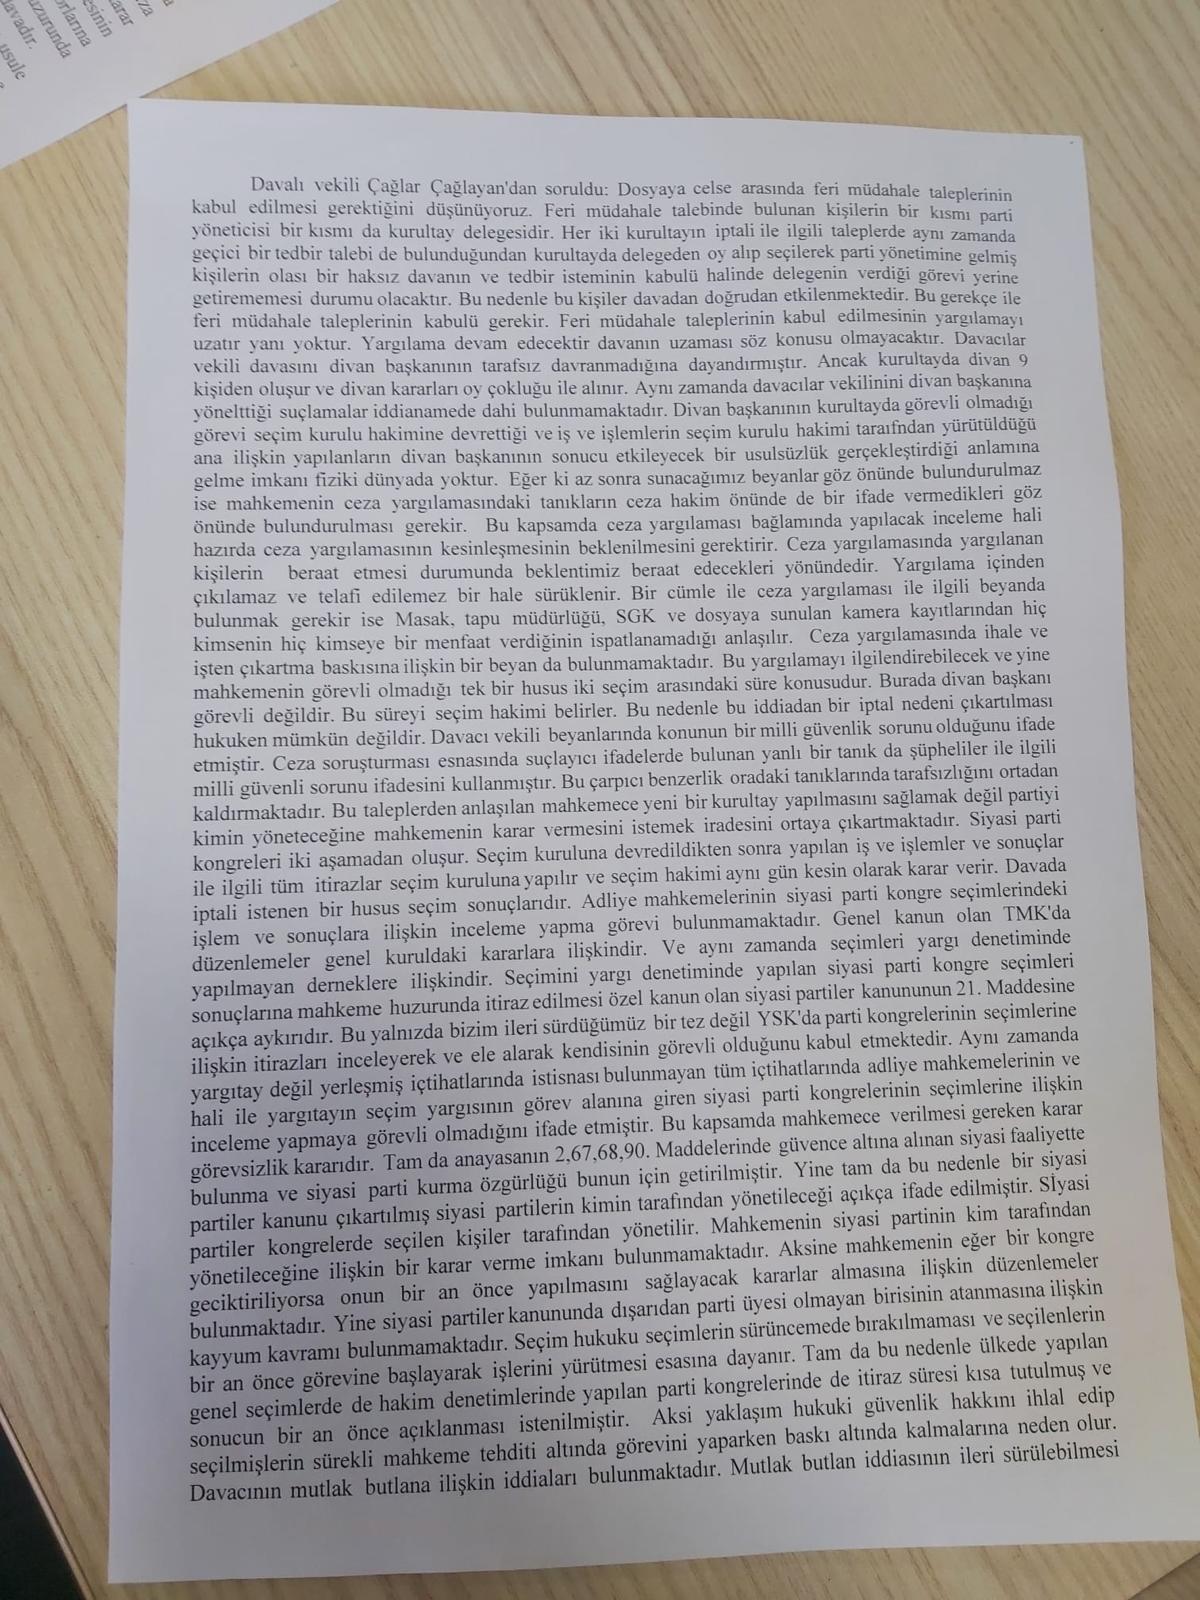 arar
za
esinin
orlarına
uzurunda
davadır.
usule
Davalı vekili Çağlar Çağlayan'dan soruldu: Dosyaya celse arasında feri müdahale taleplerinin
kabul edilmesi gerektiğini düşünüyoruz. Feri müdahale talebinde bulunan kişilerin bir kısmı parti
yöneticisi bir kısmı da kurultay delegesidir. Her iki kurultayın iptali ile ilgili taleplerde aynı zamanda
geçici bir tedbir talebi de bulunduğundan kurultayda delegeden oy alıp seçilerek parti yönetimine gelmiş
kişilerin olası bir haksız davanın ve tedbir isteminin kabulü halinde delegenin verdiği görevi yerine
getirememesi durumu olacaktır. Bu nedenle bu kişiler davadan doğrudan etkilenmektedir. Bu gerekçe ile
feri müdahale taleplerinin kabulü gerekir. Feri müdahale taleplerinin kabul edilmesinin yargılamayı
uzatır yanı yoktur. Yargılama devam edecektir davanın uzaması söz konusu olmayacaktır. Davacılar
vekili davasını divan başkanının tarafsız davranmadığına dayandırmıştır. Ancak kurultayda divan 9
kişiden oluşur ve divan kararları oy çokluğu ile alınır. Aynı zamanda davacılar vekilinini divan başkanına
yönelttiği suçlamalar iddianamede dahi bulunmamaktadır. Divan başkanının kurultayda görevli olmadığı
görevi seçim kurulu hakimine devrettiği ve iş ve işlemlerin seçim kurulu hakimi taraıfndan yürütüldüğü
ana ilişkin yapılanların divan başkanının sonucu etkileyecek bir usulsüzlük gerçekleştirdiği anlamına
gelme imkanı fiziki dünyada yoktur. Eğer ki az sonra sunacağımız beyanlar göz önünde bulundurulmaz
ise mahkemenin ceza yargılamasındaki tanıkların ceza hakim önünde de bir ifade vermedikleri göz
önünde bulundurulması gerekir. Bu kapsamda ceza yargılaması bağlamında yapılacak inceleme hali
hazırda ceza yargılamasının kesinleşmesinin beklenilmesini gerektirir. Ceza yargılamasında yargılanan
kişilerin beraat etmesi durumunda beklentimiz beraat edecekleri yönündedir. Yargılama içinden
çıkılamaz ve telafi edilemez bir hale sürüklenir. Bir cümle ile ceza yargılaması ile ilgili beyanda
bulunmak gerekir ise Masak, tapu müdürlüğü, SGK ve dosyaya sunulan kamera kayıtlarından hiç
kimsenin hiç kimseye bir menfaat verdiğinin ispatlanamadığı anlaşılır. Ceza yargılamasında ihale ve
işten çıkartma baskısına ilişkin bir beyan da bulunmamaktadır. Bu yargılamayı ilgilendirebilecek ve yine
mahkemenin görevli olmadığı tek bir husus iki seçim arasındaki süre konusudur. Burada divan başkanı
görevli değildir. Bu süreyi seçim hakimi belirler. Bu nedenle bu iddiadan bir iptal nedeni çıkartılması
hukuken mümkün değildir. Davacı vekili beyanlarında konunun bir milli güvenlik sorunu olduğunu ifade
etmiştir. Ceza soruşturması esnasında suçlayıcı ifadelerde bulunan yanlı bir tanık da şüpheliler ile ilgili
milli güvenli sorunu ifadesini kullanmıştır. Bu çarpıcı benzerlik oradaki tanıklarında tarafsızlığını ortadan
kaldırmaktadır. Bu taleplerden anlaşılan mahkemece yeni bir kurultay yapılmasını sağlamak değil partiyi
kimin yöneteceğine mahkemenin karar vermesini istemek iradesini ortaya çıkartmaktadır. Siyasi parti
kongreleri iki aşamadan oluşur. Seçim kuruluna devredildikten sonra yapılan iş ve işlemler ve sonuçlar
ile ilgili tüm itirazlar seçim kuruluna yapılır ve seçim hakimi aynı gün kesin olarak karar verir. Davada
iptali istenen bir husus seçim sonuçlarıdır. Adliye mahkemelerinin siyasi parti kongre seçimlerindeki
işlem ve sonuçlara ilişkin inceleme yapma görevi bulunmamaktadır. Genel kanun olan TMK'da
düzenlemeler genel kuruldaki kararlara ilişkindir. Ve aynı zamanda seçimleri yargı denetiminde
yapılmayan derneklere ilişkindir. Seçimini yargı denetiminde yapılan siyasi parti kongre seçimleri
sonuçlarına mahkeme huzurunda itiraz edilmesi özel kanun olan siyasi partiler kanununun 21. Maddesine
açıkça aykırıdır. Bu yalnızda bizim ileri sürdüğümüz bir tez değil YSK'da parti kongrelerinin seçimlerine
ilişkin itirazları inceleyerek ve ele alarak kendisinin görevli olduğunu kabul etmektedir. Aynı zamanda
yargıtay değil yerleşmiş içtihatlarında istisnası bulunmayan tüm içtihatlarında adliye mahkemelerinin ve
hali ile yargıtayın seçim yargısının görev alanına giren siyasi parti kongrelerinin seçimlerine ilişkin
inceleme yapmaya görevli olmadığını ifade etmiştir. Bu kapsamda mahkemece verilmesi gereken karar
görevsizlik kararıdır. Tam da anayasanın 2,67,68,90. Maddelerinde güvence altına alınan siyasi faaliyette
bulunma ve siyasi parti kurma özgürlüğü bunun için getirilmiştir. Yine tam da bu nedenle bir siyasi
partiler kanunu çıkartılmış siyasi partilerin kimin tarafından yönetileceği açıkça ifade edilmiştir. Sİyasi
partiler kongrelerde seçilen kişiler tarafından yönetilir. Mahkemenin siyasi partinin kim tarafından
yönetileceğine ilişkin bir karar verme imkanı bulunmamaktadır. Aksine mahkemenin eğer bir kongre
geciktiriliyorsa onun bir an önce yapılmasını sağlayacak kararlar almasına ilişkin düzenlemeler
bulunmaktadır. Yine siyasi partiler kanununda dışarıdan parti üyesi olmayan birisinin atanmasına ilişkin
kayyum kavramı bulunmamaktadır. Seçim hukuku seçimlerin sürüncemede bırakılmaması ve seçilenlerin
bir an önce görevine başlayarak işlerini yürütmesi esasına dayanır. Tam da bu nedenle ülkede yapılan
genel seçimlerde de hakim denetimlerinde yapılan parti kongrelerinde de itiraz süresi kısa tutulmuş ve
sonucun bir an önce açıklanması istenilmiştir. Aksi yaklaşım hukuki güvenlik hakkını ihlal edip
seçilmişlerin sürekli mahkeme tehditi altında görevini yaparken baskı altında kalmalarına neden olur.
Davacının mutlak butlana ilişkin iddiaları bulunmaktadır. Mutlak butlan iddiasının ileri sürülebilmesi